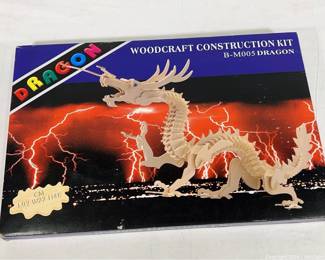 DRAGON
WOODCRAFT CONSTRUCTION KIT
B-M005 DRAGON